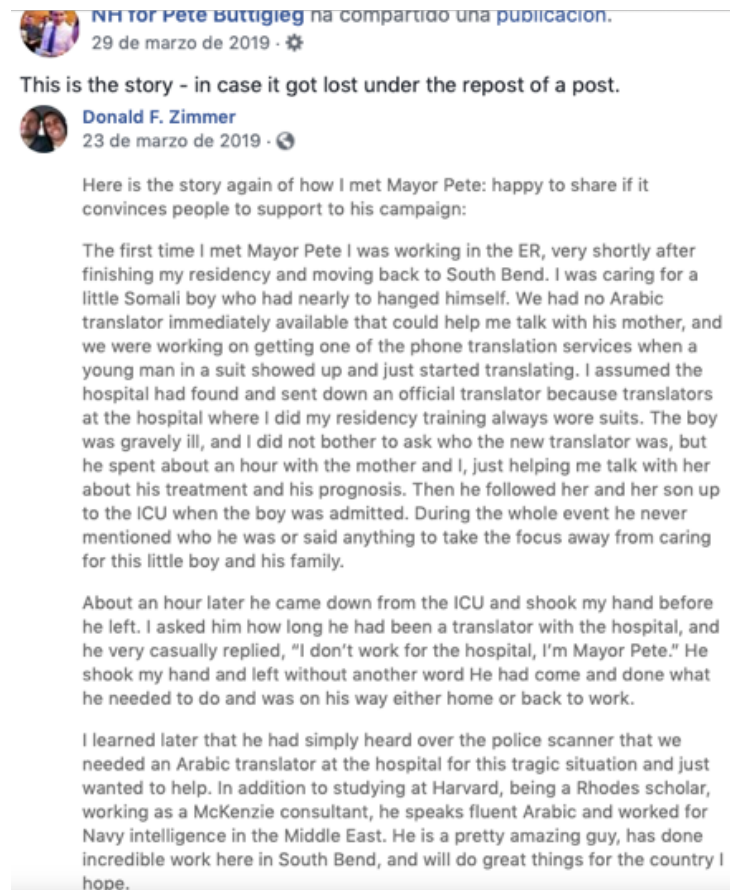 NH for Pete Buttigieg ha compartido una publicación.
29 de marzo de 2019 ·
This is the story - in case it got lost under the repost of a post.
Donald F. Zimmer
23 de marzo de 2019 ·
Here is the story again of how I met Mayor Pete: happy to share if it
convinces people to support to his campaign:
The first time I met Mayor Pete I was working in the ER, very shortly after
finishing my residency and moving back to South Bend. I was caring for a
little Somali boy who had nearly to hanged himself. We had no Arabic
translator immediately available that could help me talk with his mother, and
we were working on getting one of the phone translation services when a
young man in a suit showed up and just started translating. I assumed the
hospital had found and sent down an official translator because translators
at the hospital where I did my residency training always wore suits. The boy
was gravely ill, and I did not bother to ask who the new translator was, but
he spent about an hour with the mother and I, just helping me talk with her
about his treatment and his prognosis. Then he followed her and her son up
to the ICU when the boy was admitted. During the whole event he never
mentioned who he was or said anything to take the focus away from caring
for this little boy and his family.
About an hour later he came down from the ICU and shook my hand before
he left. I asked him how long he had been a translator with the hospital, and
he very casually replied, “I don’t work for the hospital, I’m Mayor Pete.” He
shook my hand and left without another word He had come and done what
he needed to do and was on his way either home or back to work.
I learned later that he had simply heard over the police scanner that we
needed an Arabic translator at the hospital for this tragic situation and just
wanted to help. In addition to studying at Harvard, being a Rhodes scholar,
working as a McKenzie consultant, he speaks fluent Arabic and worked for
Navy intelligence in the Middle East. He is a pretty amazing guy, has done
incredible work here in South Bend, and will do great things for the country I
hope.